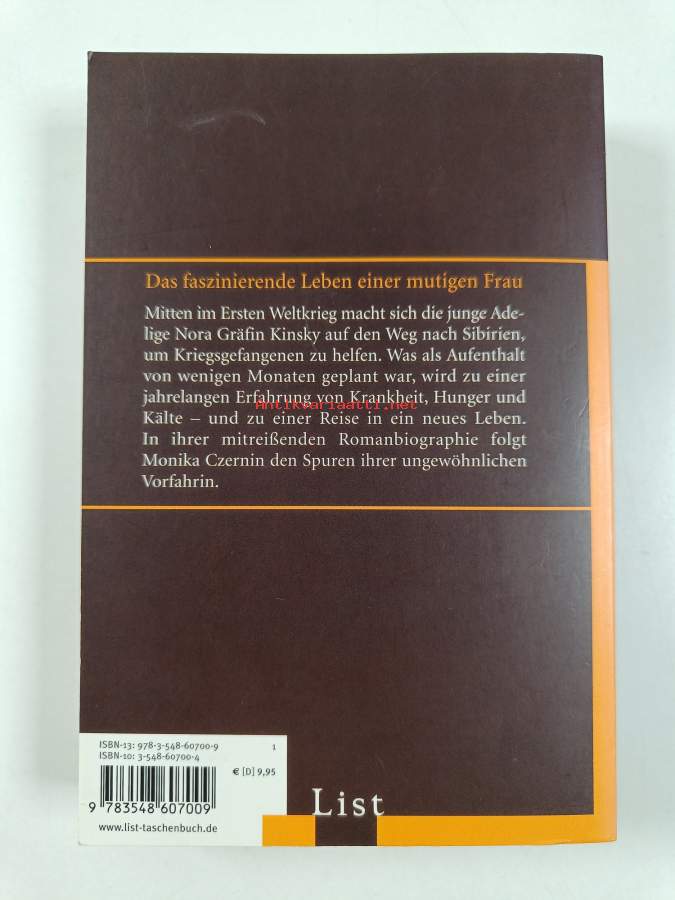 Das faszinierende Leben einer mutigen Frau
Mitten im Ersten Weltkrieg macht sich die junge Ade-
lige Nora Gräfin Kinsky auf den Weg nach Sibirien,
um Kriegsgefangenen zu helfen. Was als Aufenthalt
von wenigen Monaten geplant war, wird zu einer
jahrelangen Erfahrung von Krankheit, Hunger und
Antikvariaatti.net
Kälte – und zu einer Reise in ein neues Leben.
In ihrer mitreißenden Romanbiographie folgt
Monika Czernin den Spuren ihrer ungewöhnlichen
Vorfahrin.
ISBN-13: 978-3-548-60700-9 1
ISBN-10: 3-548-60700-4
€ [D] 9,95
9 783548 607009
www.list-taschenbuch.de
List